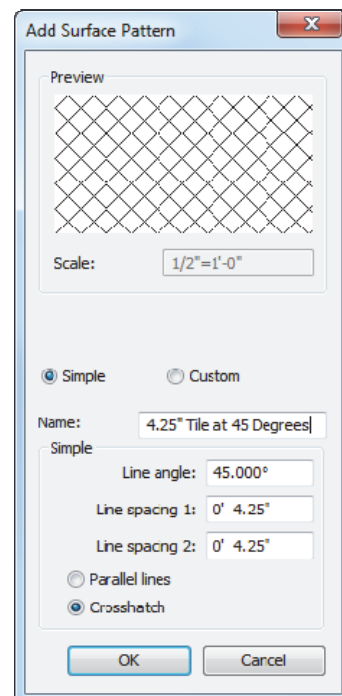 Add Surface Pattern
Preview
Scale: 1/2"=1'-0"
Simple Custom
Name: 4.25" Tile at 45 Degrees
Simple
Line angle: 45.000°
Line spacing 1: 0' 4.25"
Line spacing 2: 0' 4.25"
Parallel lines
Crosshatch
OK Cancel